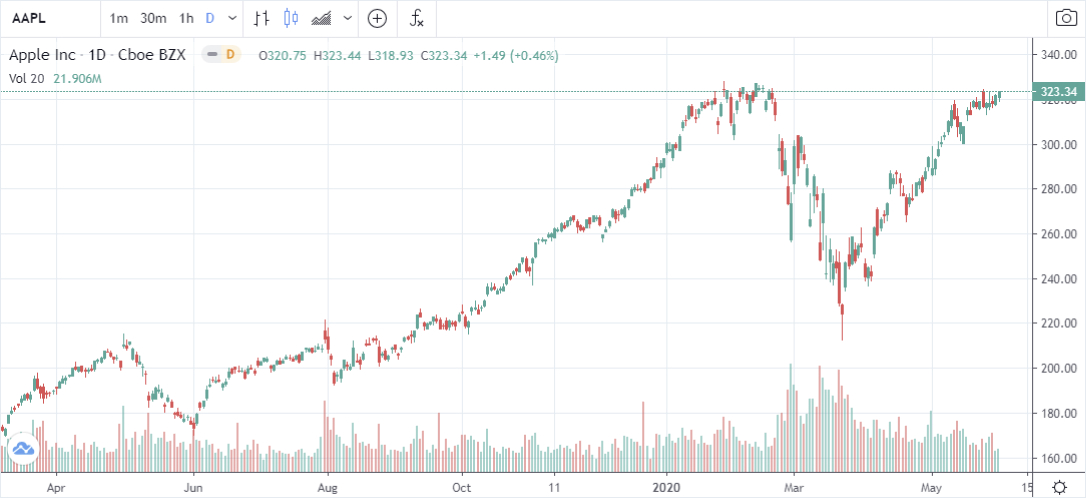 AAPL 1m 30m 1h D
Apple Inc · 1D · Cboe BZX D O320.75 H323.44 L318.93 C323.34 +1.49 (+0.46%)
Vol 20 21.906M
340.00
323.34
320.00
300.00
280.00
260.00
240.00
220.00
200.00
180.00
160.00
Apr Jun Aug Oct 11 2020 Mar May 15